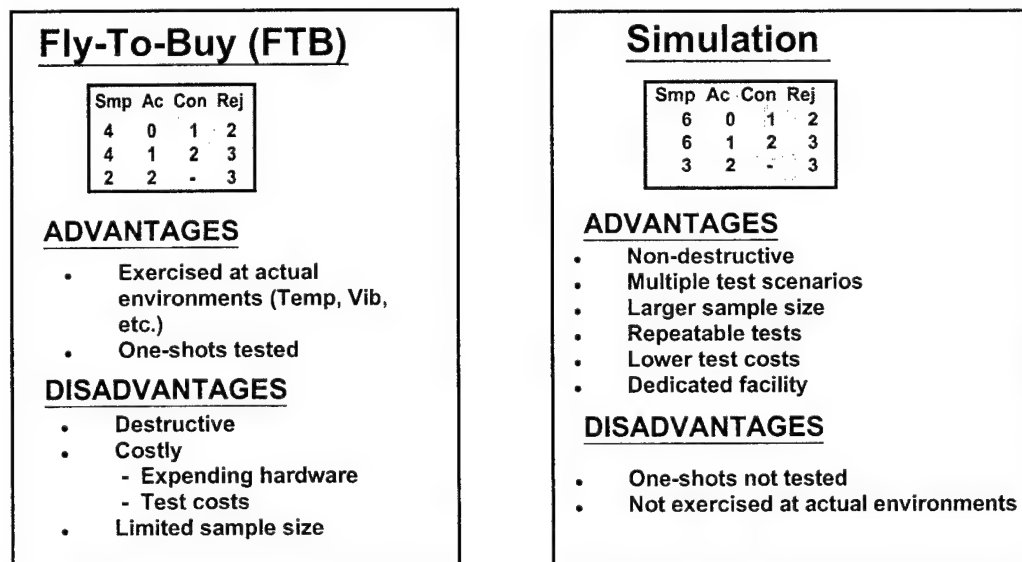 Fly-To-Buy (FTB)
Smp Ac Con Rej
4 0 1 2
4 1 2 3
2 2 - 3
ADVANTAGES
• Exercised at actual
environments (Temp, Vib,
etc.)
• One-shots tested
DISADVANTAGES
• Destructive
• Costly
- Expending hardware
- Test costs
• Limited sample size
Simulation
Smp Ac Con Rej
6 0 1 2
6 1 2 3
3 2 - 3
ADVANTAGES
• Non-destructive
• Multiple test scenarios
• Larger sample size
• Repeatable tests
• Lower test costs
• Dedicated facility
DISADVANTAGES
• One-shots not tested
• Not exercised at actual environments